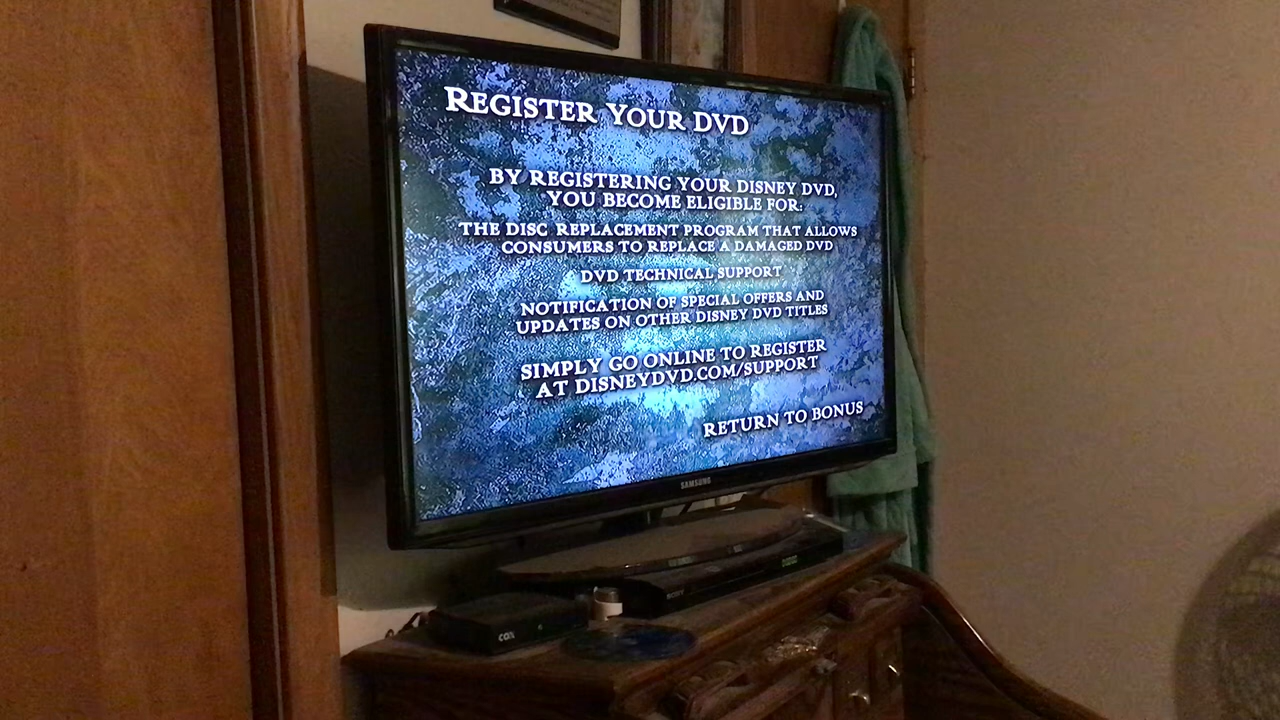 Register Your DVD
BY REGISTERING YOUR DISNEY DVD,
YOU BECOME ELIGIBLE FOR:
THE DISC REPLACEMENT PROGRAM THAT ALLOWS
CONSUMERS TO REPLACE A DAMAGED DVD
DVD TECHNICAL SUPPORT
NOTIFICATION OF SPECIAL OFFERS AND
UPDATES ON OTHER DISNEY DVD TITLES
SIMPLY GO ONLINE TO REGISTER
AT DISNEYDVD.COM/SUPPORT
RETURN TO BONUS
SAMSUNG
SONY
COX